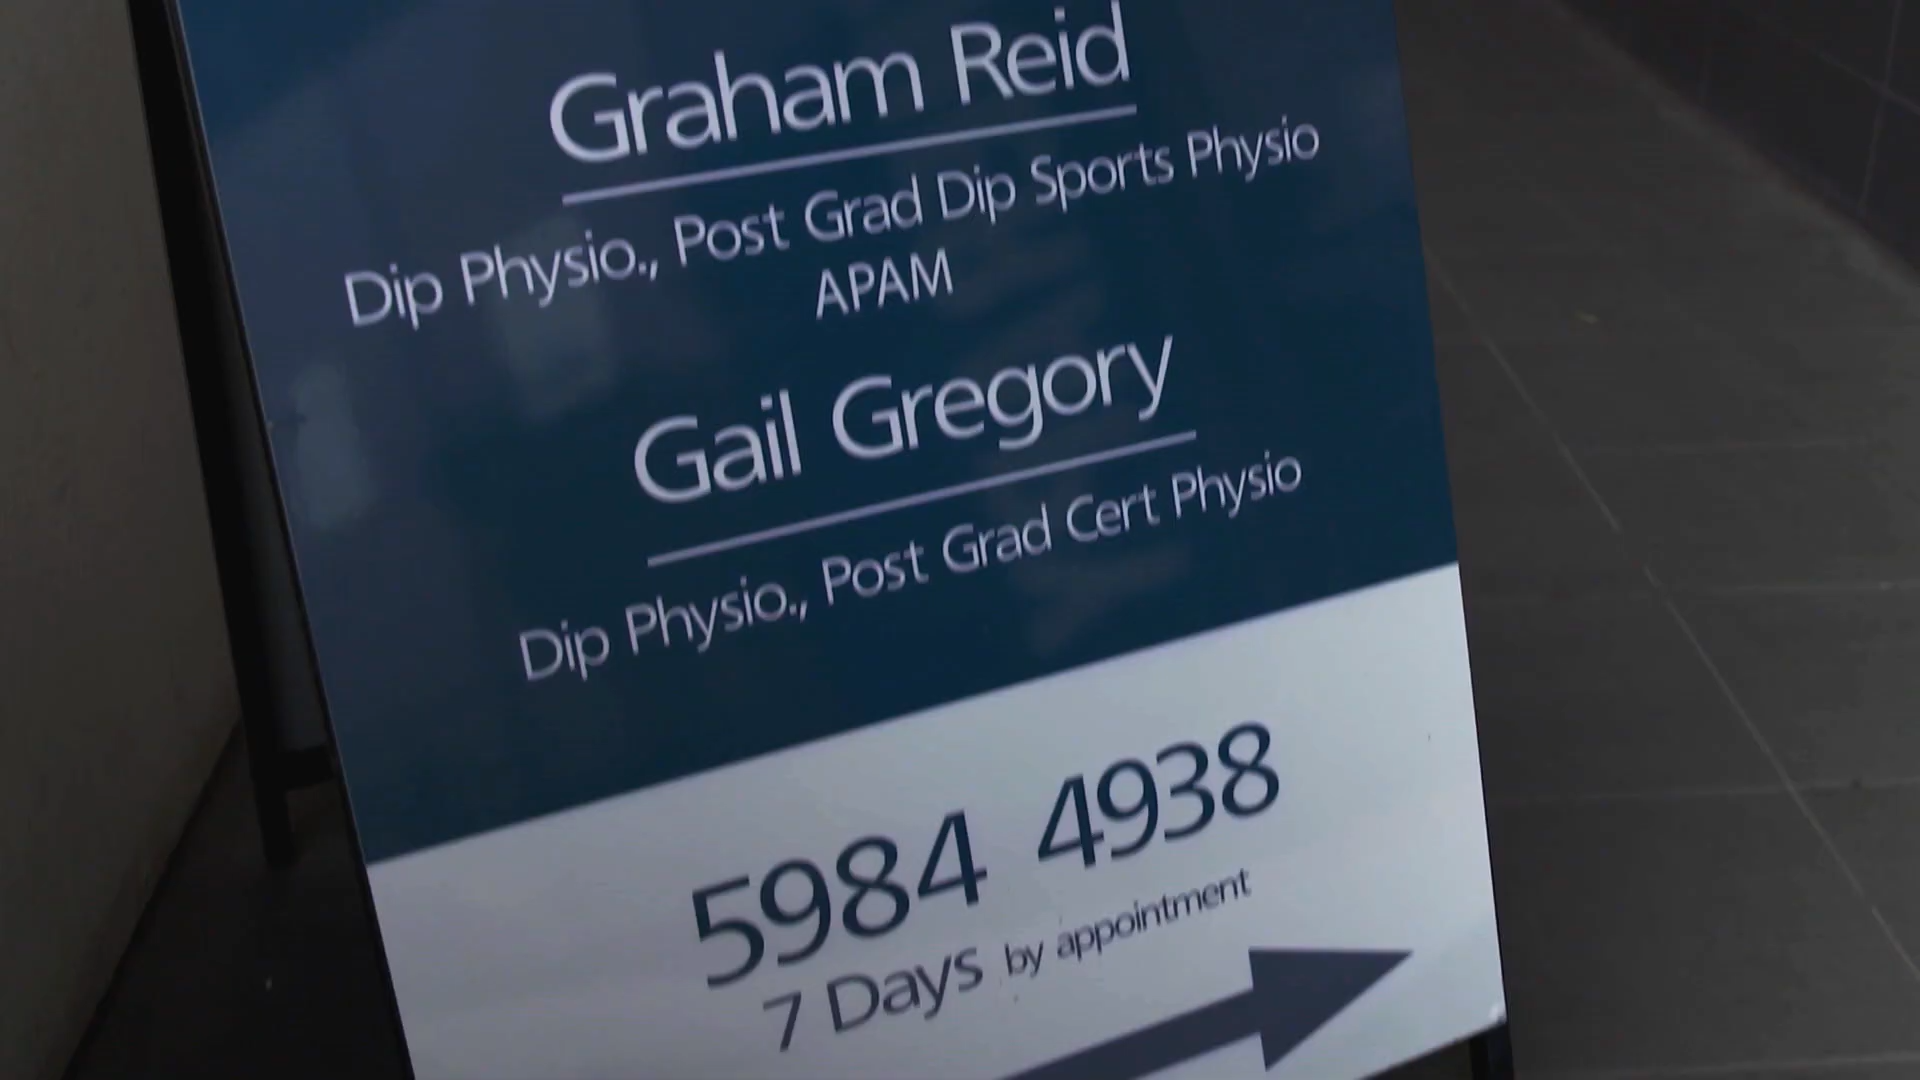 Graham Reid
Dip Physio., Post Grad Dip Sports Physio
APAM
Gail Gregory
Dip Physio., Post Grad Cert Physio
5984 4938
7 Days by appointment